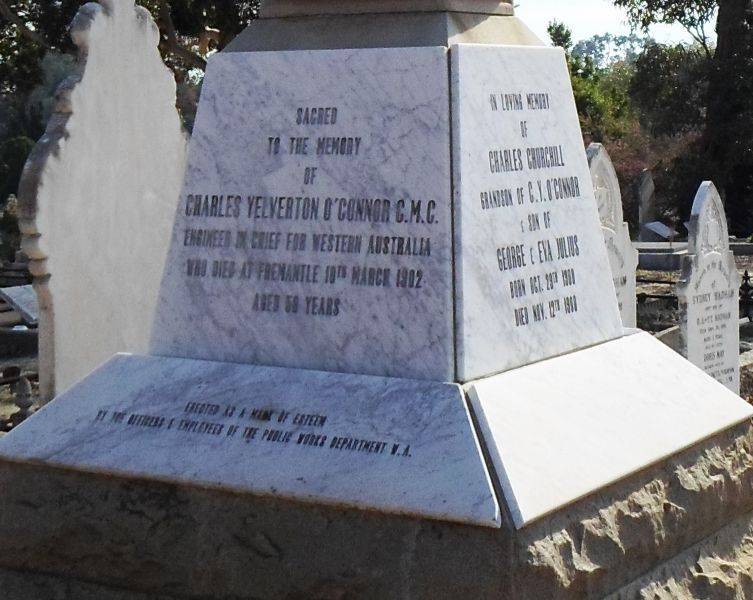 SACRED
TO THE MEMORY
OF
CHARLES YELVERTON O'CONNOR C.M.G.
ENGINEER IN CHIEF FOR WESTERN AUSTRALIA
WHO DIED AT FREMANTLE 10TH MARCH 1902
AGED 59 YEARS
ERECTED AS A MARK OF ESTEEM
BY THE OFFICERS & EMPLOYEES OF THE PUBLIC WORKS DEPARTMENT W.A.
IN LOVING MEMORY
OF
CHARLES CHURCHILL
GRANDSON OF C.Y. O'CONNOR
& SON OF
GEORGE & EVA JULIUS
BORN OCT. 29TH 1900
DIED NOV. 12TH 1900
SYDNEY
DORIS MAY